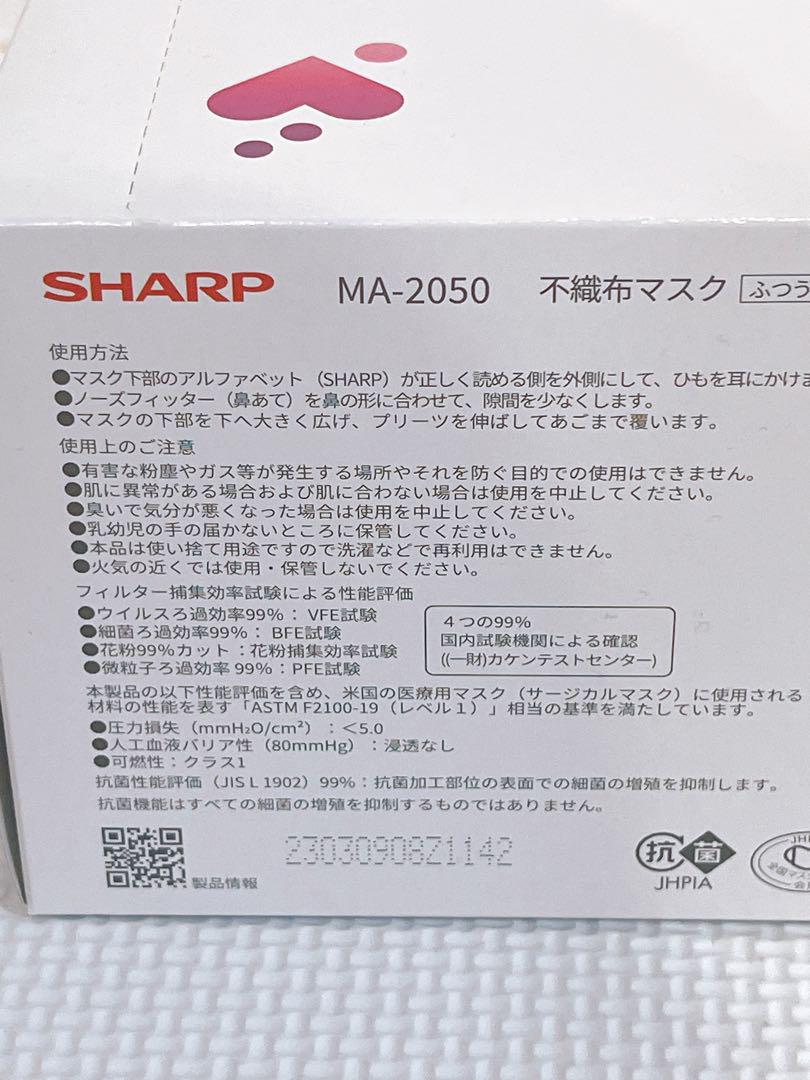 SHARP MA-2050 不織布マスク ふつう
使用方法
●マスク下部のアルファベット（SHARP）が正しく読める側を外側にして、ひもを耳にかけま
●ノーズフィッター（鼻あて）を鼻の形に合わせて、隙間を少なくします。
●マスクの下部を下へ大きく広げ、プリーツを伸ばしてあごまで覆います。
使用上のご注意
●有害な粉塵やガス等が発生する場所やそれを防ぐ目的での使用はできません。
●肌に異常がある場合および肌に合わない場合は使用を中止してください。
●臭いで気分が悪くなった場合は使用を中止してください。
●乳幼児の手の届かないところに保管してください。
●本品は使い捨て用途ですので洗濯などで再利用はできません。
●火気の近くでは使用・保管しないでください。
フィルター捕集効率試験による性能評価
●ウイルスろ過効率99%：VFE試験
●細菌ろ過効率99%：BFE試験
●花粉99%カット：花粉捕集効率試験
●微粒子ろ過効率 99%：PFE試験
４つの99%
国内試験機関による確認
((一財)カケンテストセンター)
本製品の以下性能評価を含め、米国の医療用マスク（サージカルマスク）に使用される
材料の性能を表す「ASTM F2100-19（レベル１）」相当の基準を満たしています。
●圧力損失（mmH₂O/cm²）：＜5.0
●人工血液バリア性（80mmHg）：浸透なし
●可燃性：クラス1
抗菌性能評価（JIS L 1902）99%：抗菌加工部位の表面での細菌の増殖を抑制します。
抗菌機能はすべての細菌の増殖を抑制するものではありません。
製品情報
23030908Z1142
抗菌
JHPIA